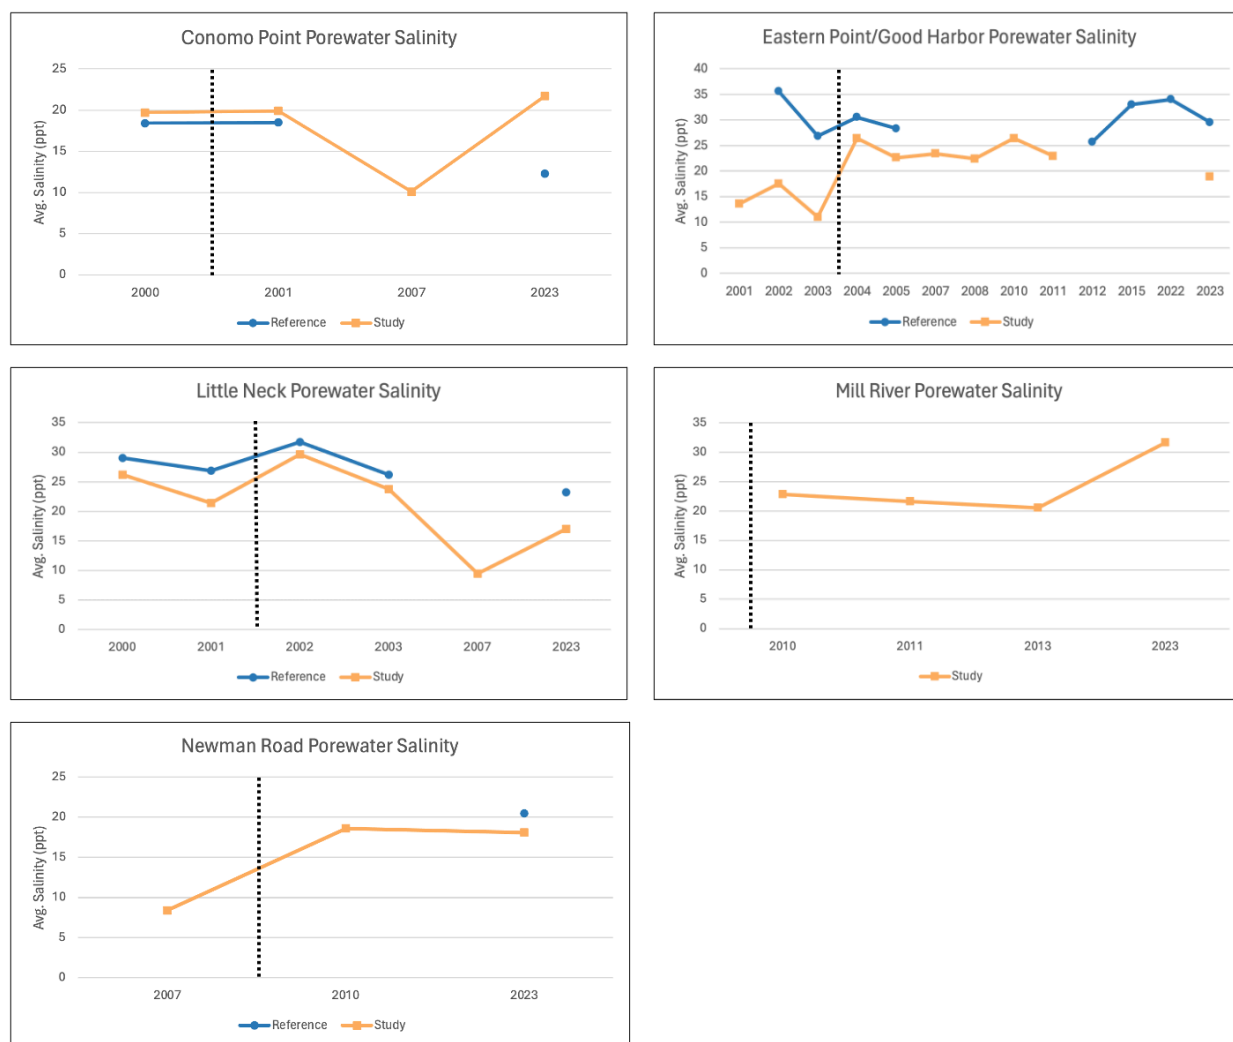 Conomo Point Porewater Salinity
Avg. Salinity (ppt)
25
20
15
10
5
0
2000 2001 2007 2023
Reference Study
Eastern Point/Good Harbor Porewater Salinity
Avg. Salinity (ppt)
40
35
30
25
20
15
10
5
0
2001 2002 2003 2004 2005 2007 2008 2010 2011 2012 2015 2022 2023
Reference Study
Little Neck Porewater Salinity
Avg. Salinity (ppt)
35
30
25
20
15
10
5
0
2000 2001 2002 2003 2007 2023
Reference Study
Mill River Porewater Salinity
Avg. Salinity (ppt)
35
30
25
20
15
10
5
0
2010 2011 2013 2023
Study
Newman Road Porewater Salinity
Avg. Salinity (ppt)
25
20
15
10
5
0
2007 2010 2023
Reference Study